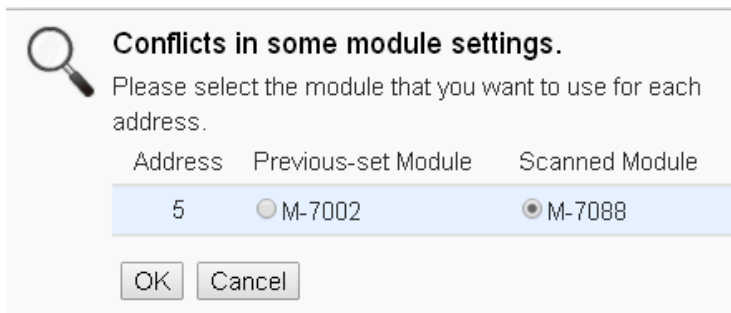 Conflicts in some module settings.
Please select the module that you want to use for each
address.
Address Previous-set Module Scanned Module
5 M-7002 M-7088
OK Cancel